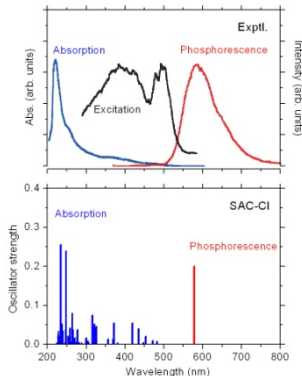 Exptl.
Absorption
Phosphorescence
Excitation
Abs. (arb. units)
Intensity (arb. units)
0.4
SAC-CI
Absorption
0.3
Phosphorescence
0.2
0.1
0.0
Oscillator strength
200 300 400 500 600 700 800
Wavelength (nm)